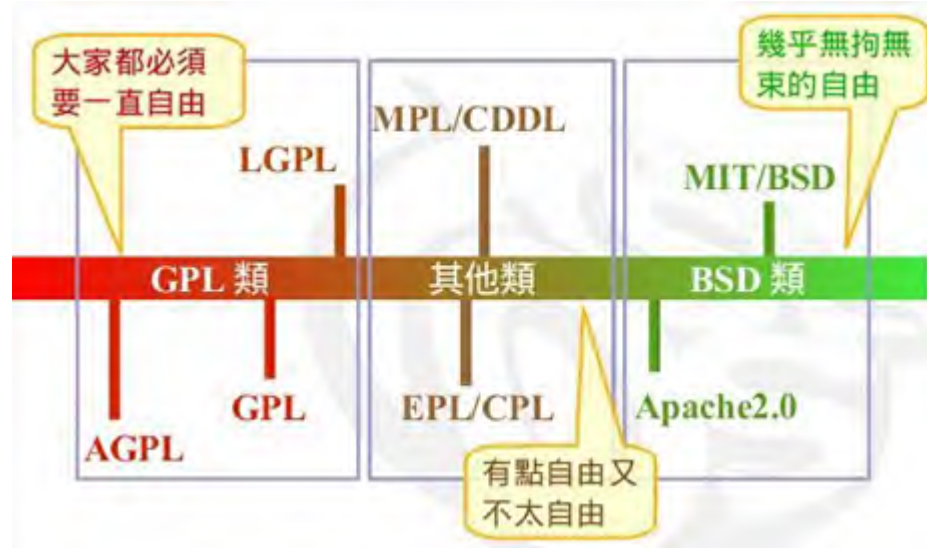 大家都必須
要一直自由
幾乎無拘無
束的自由
MPL/CDDL
LGPL
MIT/BSD
GPL 類
其他類
BSD 類
GPL
EPL/CPL
Apache2.0
AGPL
有點自由又
不太自由